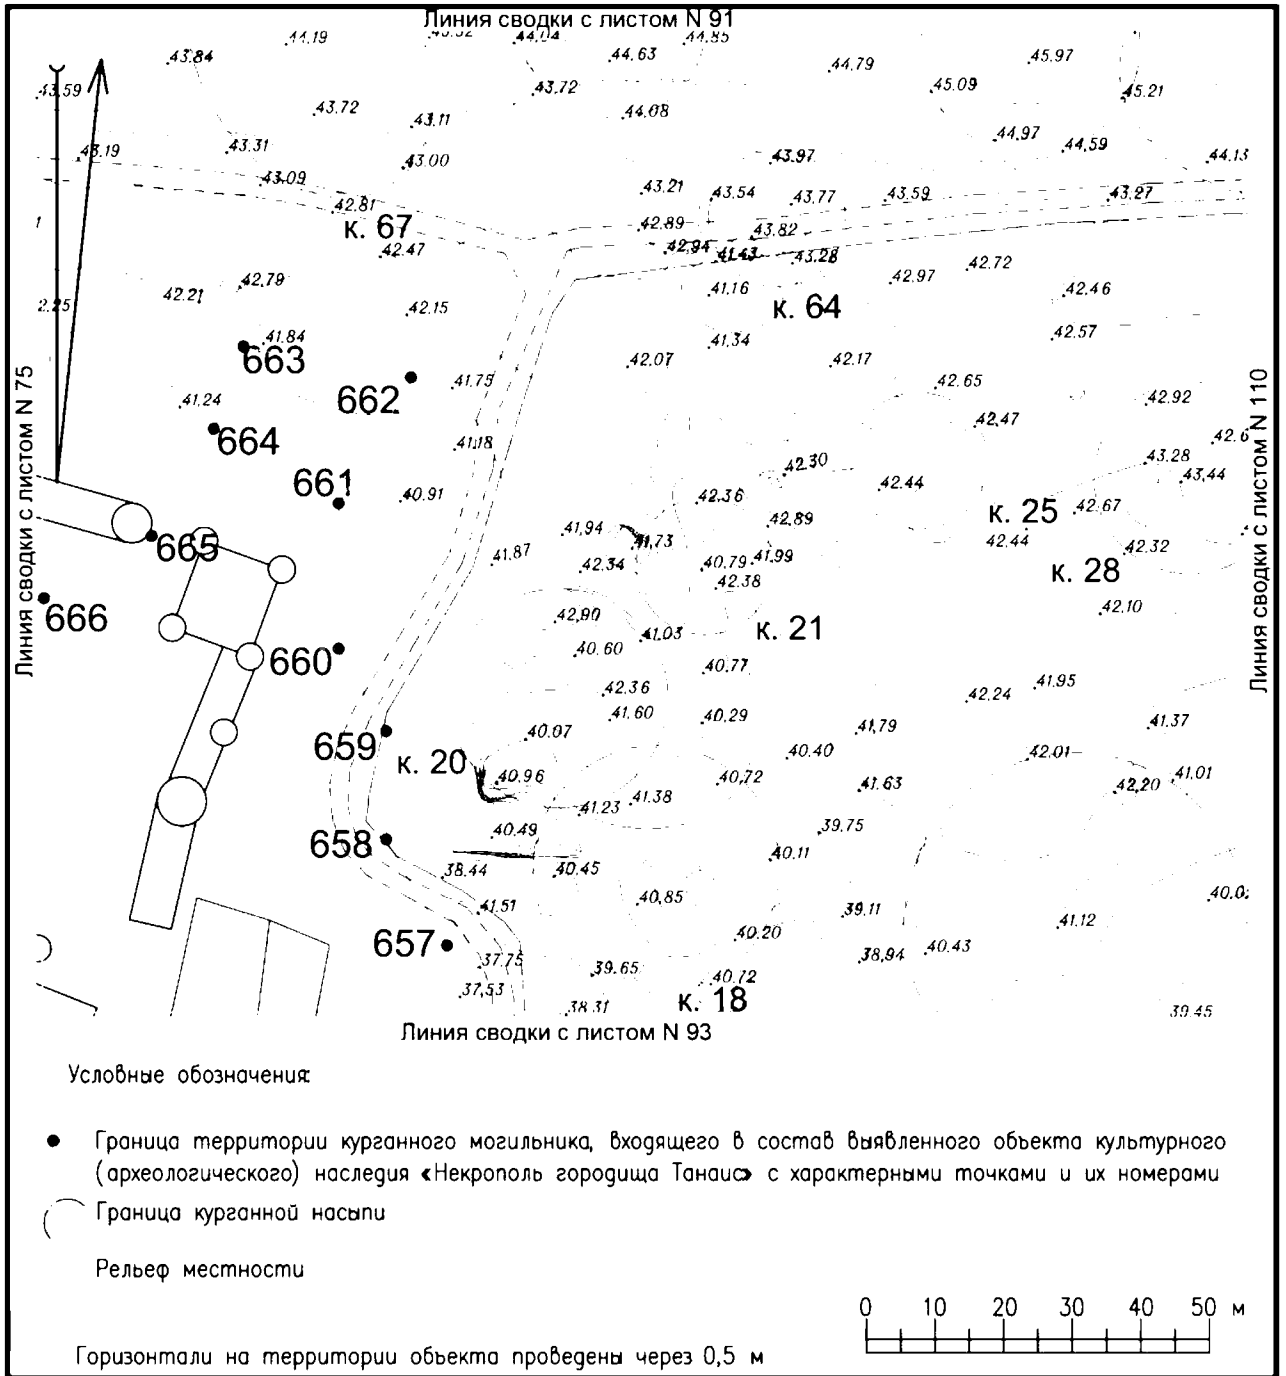 Линия сводки с листом N 91
44.19 44.04 44.85
43.84 44.63 44.79 45.97
43.59 43.72 43.72 44.08 45.09 45.21
43.11 44.97 44,59
43.19 43.31 43.00 43.97 44.13
43.09 43.21 43.54 43.77 43.59 43.27
42.81
к. 67 42.89 43.82
42.47 42,94 41.43 43.28 42.97 42.72
42.21 42.79 42.15 41.16 к. 64 42.46
2.25
41.84 41.34 42.57
663 42.07 42.17
662 41.75 42.65
41.24 42.47 42.92
664 41.18
661 40.91 42.30 42.44 43.28 43,44
42.36 42.89 к. 25 42.67
665 41,94 41,73 42.44 42.32
41.87 42.34 40.79 41.99 к. 28
42.38
666 42,90 42.10
41.03 к. 21
660 40.60 40.77
42.36 42.24 41.95
41.60 40.29 41,79 41.37
659 40.07
к. 20 40.96 40.40 42.01
40,72 41.63 42,20 41.01
41.23 41.38
658 40.49 39.75
38.44 40.45 40.11
41.51 40,85 39.11 41.12
657 40.20 38,94 40.43
37.75 39.65 40.72
37,53 38.31 к. 18 39.45
Линия сводки с листом N 75
Линия сводки с листом N 110
Линия сводки с листом N 93
Условные обозначения:
Граница территории курганного могильника, входящего в состав выявленного объекта культурного
(археологического) наследия «Некрополь городища Танаис» с характерными точками и их номерами
Граница курганной насыпи
Рельеф местности
0 10 20 30 40 50 м
Горизонтали на территории объекта проведены через 0,5 м